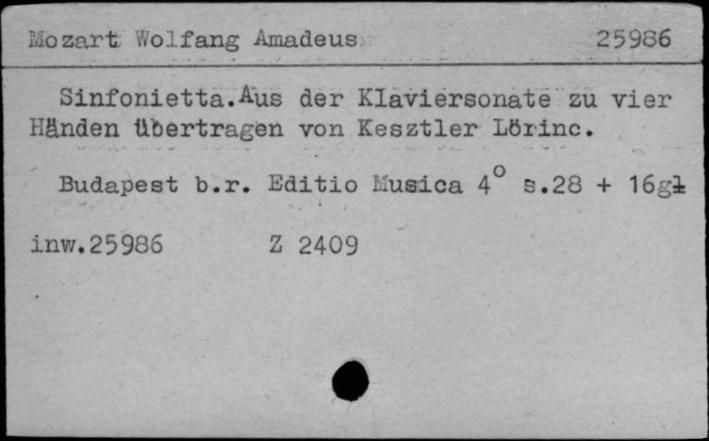 Mozart Wolfang Amadeus 25986
Sinfonietta.Aus der Klaviersonate zu vier
Händen übertragen von Kesztler Lörinc.
Budapest b.r. Editio Musica 4° s.28 + 16gł
inw.25986 Z 2409